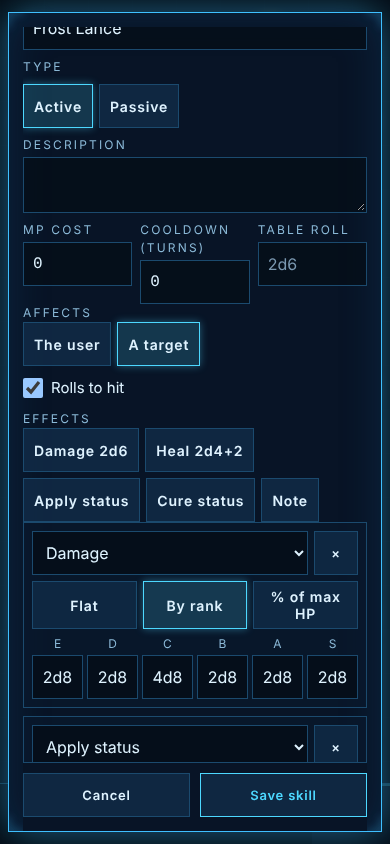 Frost Lance
TYPE
Active Passive
DESCRIPTION
MP COST COOLDOWN (TURNS) TABLE ROLL
0 0 2d6
AFFECTS
The user A target
Rolls to hit
EFFECTS
Damage 2d6 Heal 2d4+2
Apply status Cure status Note
Damage ×
Flat By rank % of max HP
E D C B A S
2d8 2d8 4d8 2d8 2d8 2d8
Apply status ×
Cancel Save skill